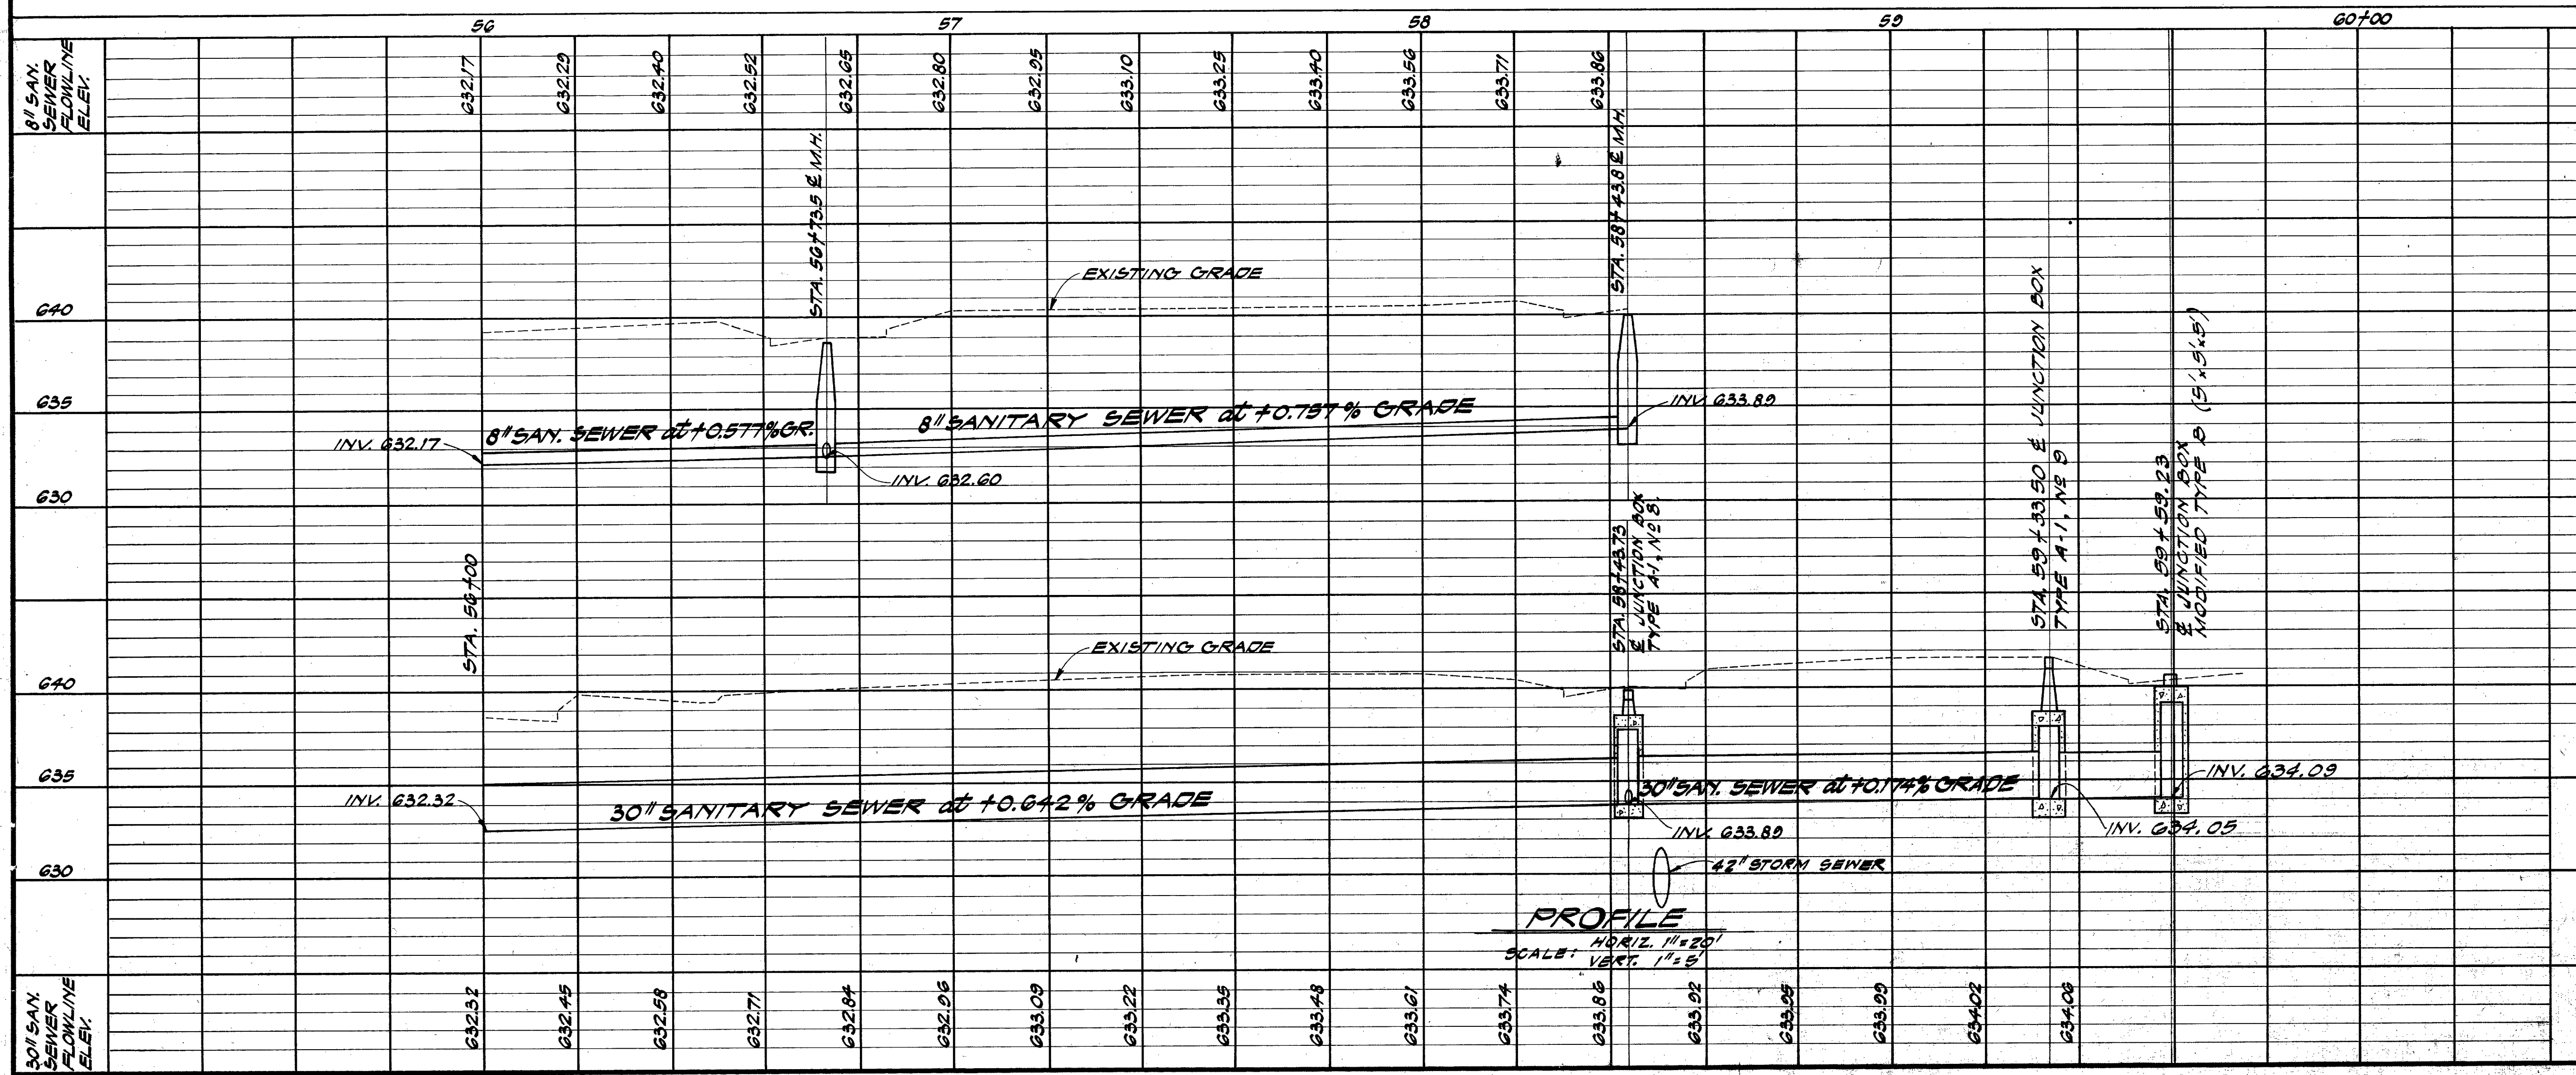 56 57 58 59 60+00
8" SAN.
SEWER
FLOWLINE
ELEV.
632.17 632.29 632.40 632.52 632.65 632.80 632.95 633.10 633.25 633.40 633.56 633.71 633.86
STA. 56+73.5 ℄ M.H.
STA. 58+43.8 ℄ M.H.
EXISTING GRADE
640
635
630
INV. 632.17
8" SAN. SEWER at +0.577% GR.
8" SANITARY SEWER at +0.757% GRADE
INV. 633.89
INV. 632.60
STA. 56+00
STA. 58+43.73
℄ JUNCTION BOX
TYPE A-1, Nº 8.
STA. 59+33.50 ℄ JUNCTION BOX
TYPE A-1, Nº 9
STA. 59+59.23
℄ JUNCTION BOX
MODIFIED TYPE B (5'x5'x5')
EXISTING GRADE
640
635
630
INV. 632.32
30" SANITARY SEWER at +0.642% GRADE
30" SAN. SEWER at +0.174% GRADE
INV. 634.09
INV. 633.89
INV. 634.05
42" STORM SEWER
PROFILE
SCALE: HORIZ. 1"=20'
VERT. 1"=5'
30" SAN.
SEWER
FLOWLINE
ELEV.
632.32 632.45 632.58 632.71 632.84 632.96 633.09 633.22 633.35 633.48 633.61 633.74 633.86 633.92 633.95 633.99 634.02 634.06